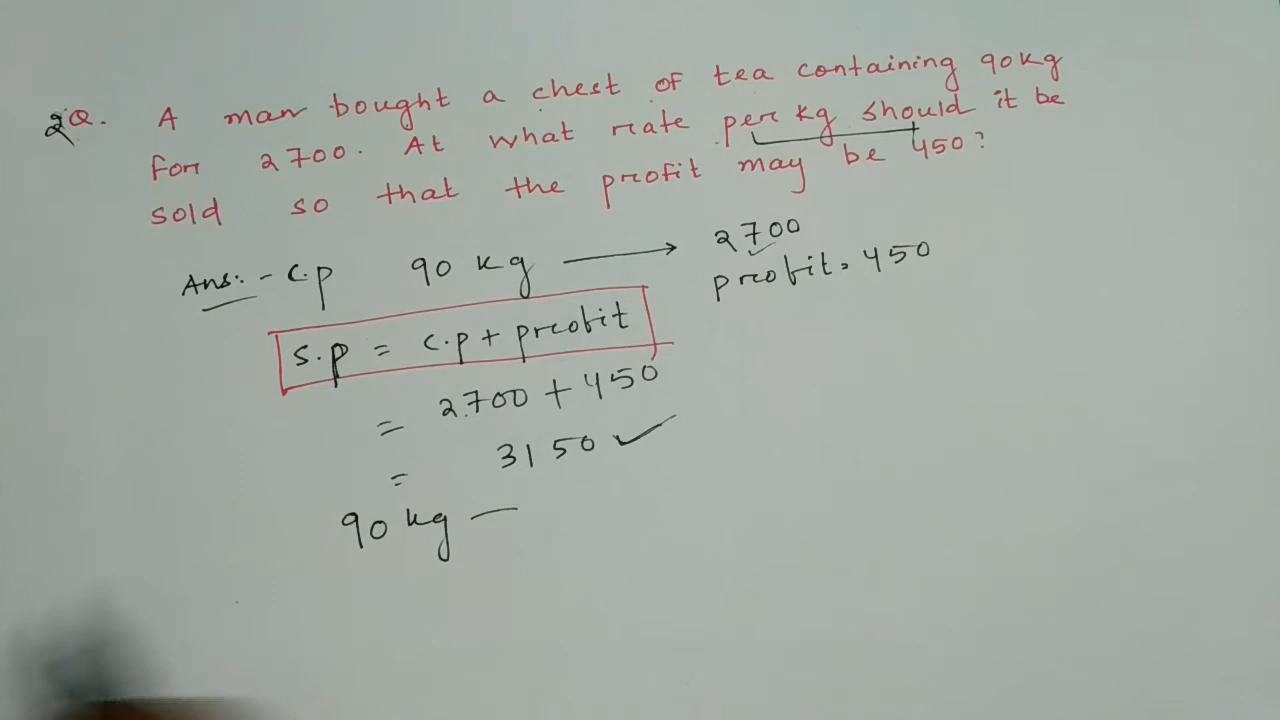 2Q. A man bought a chest of tea containing 90kg
for 2700. At what rate per kg should it be
sold so that the profit may be 450?
Ans:- C.p 90 kg → 2700
profit = 450
S.p = C.p + profit
= 2700 + 450
= 3150 ✓
90 kg —